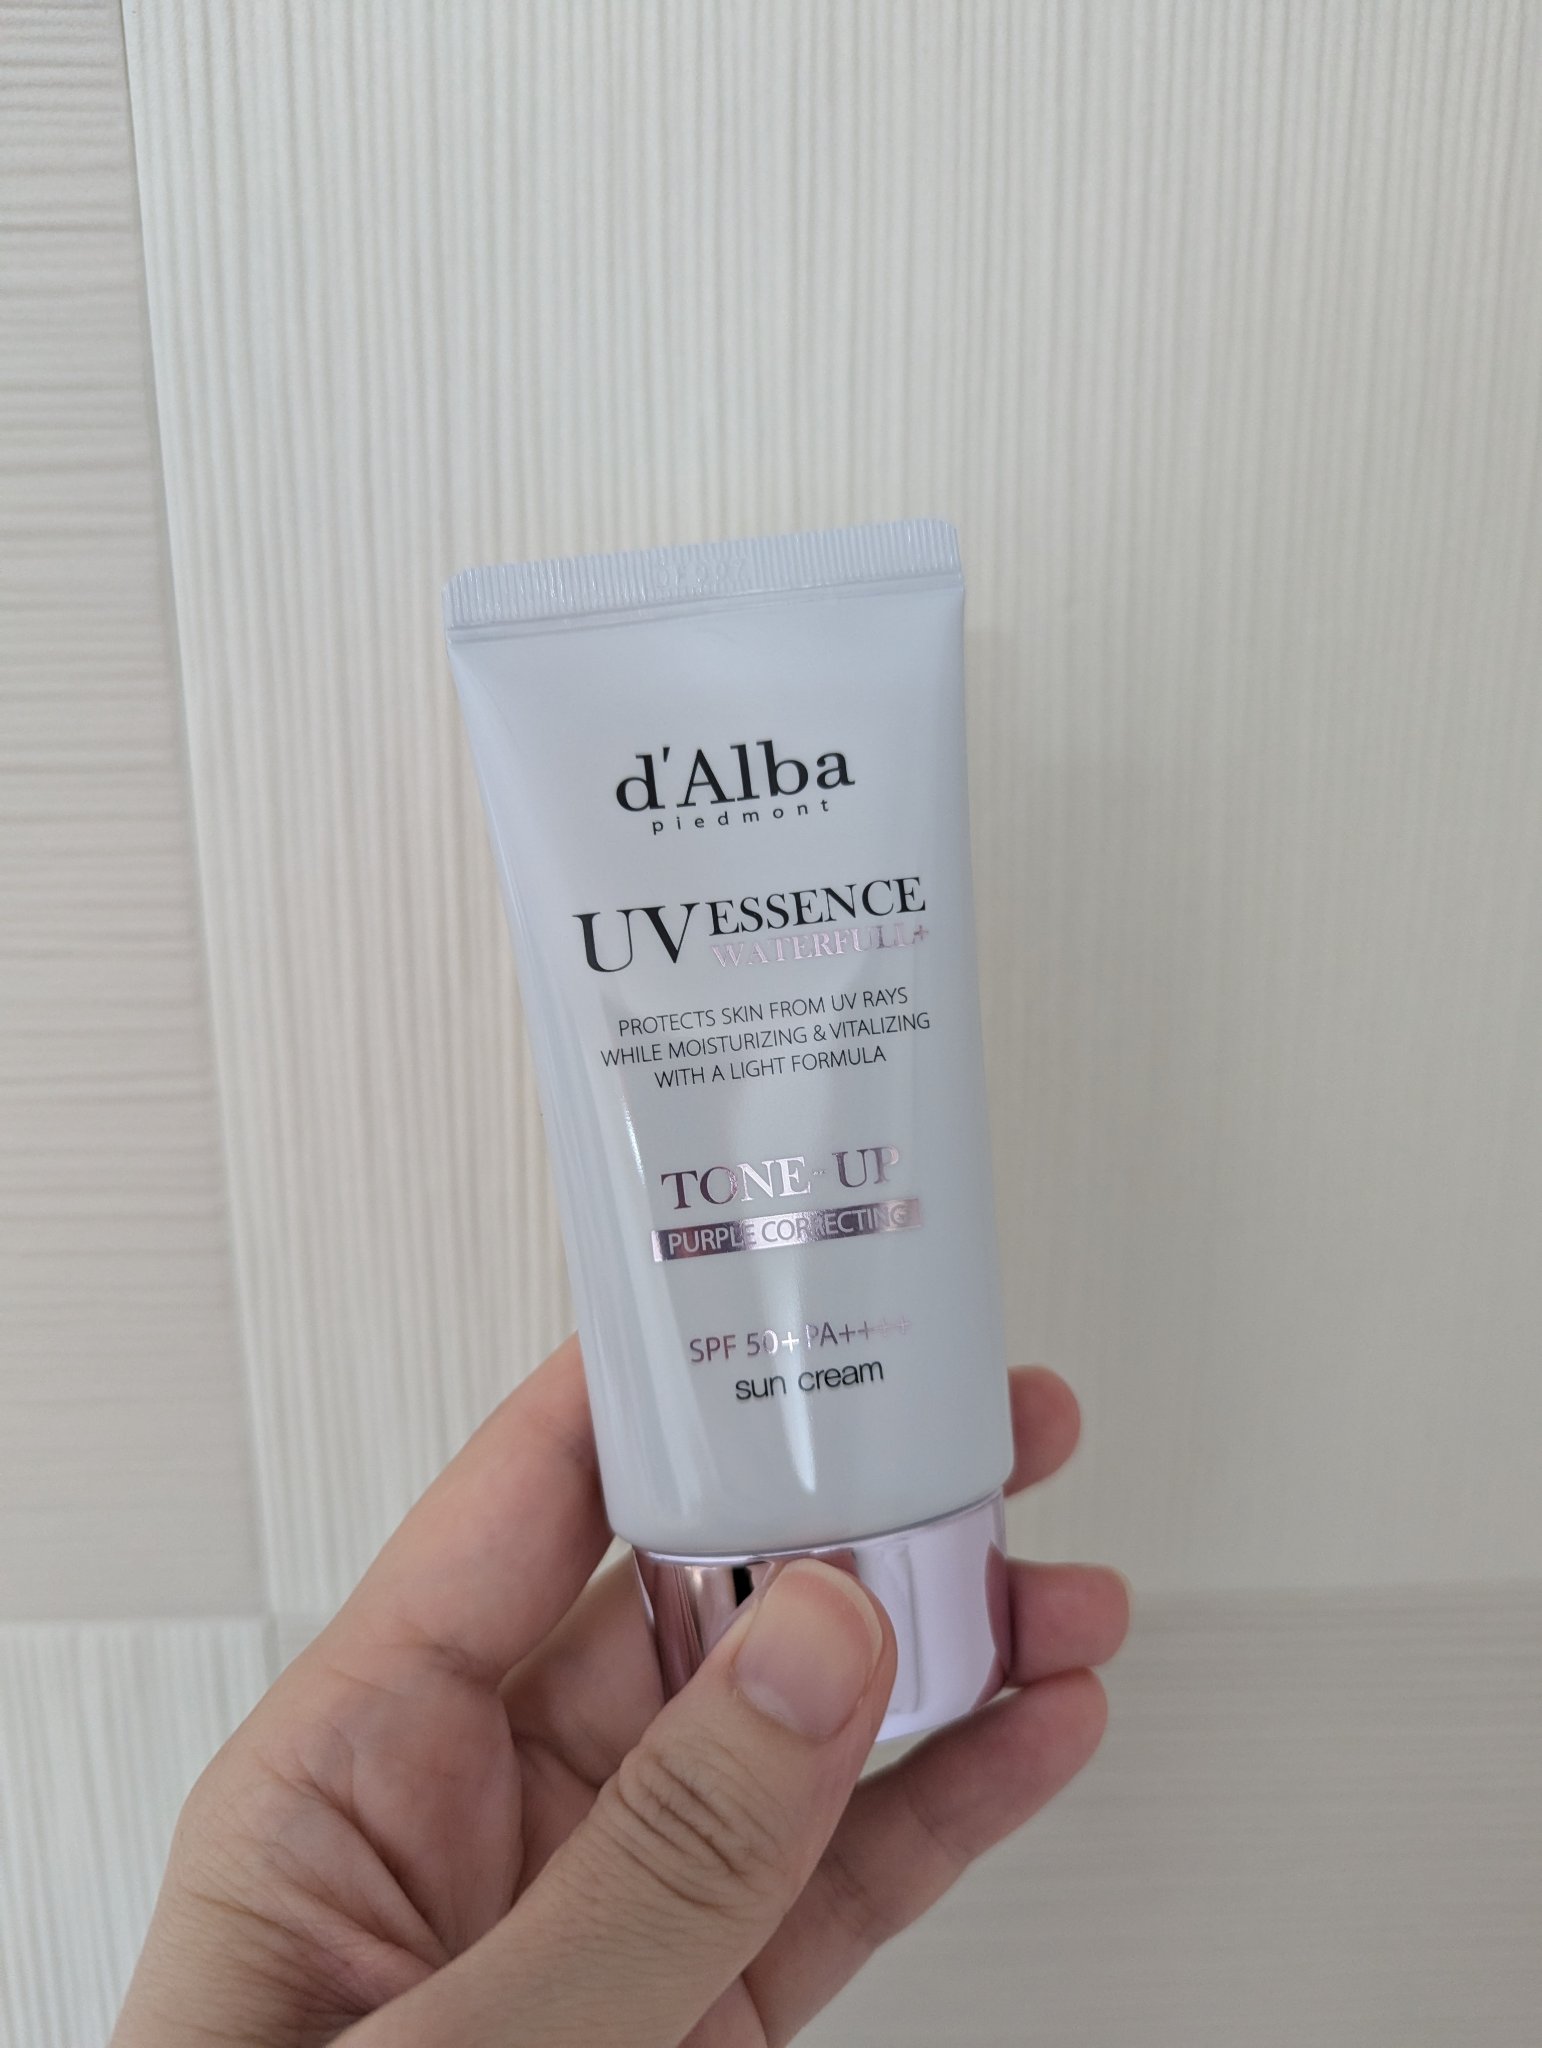 d'Alba
piedmont
UV ESSENCE
WATERFULL+
PROTECTS SKIN FROM UV RAYS
WHILE MOISTURIZING & VITALIZING
WITH A LIGHT FORMULA
TONE-UP
PURPLE CORRECTING
SPF 50+ PA++++
sun cream